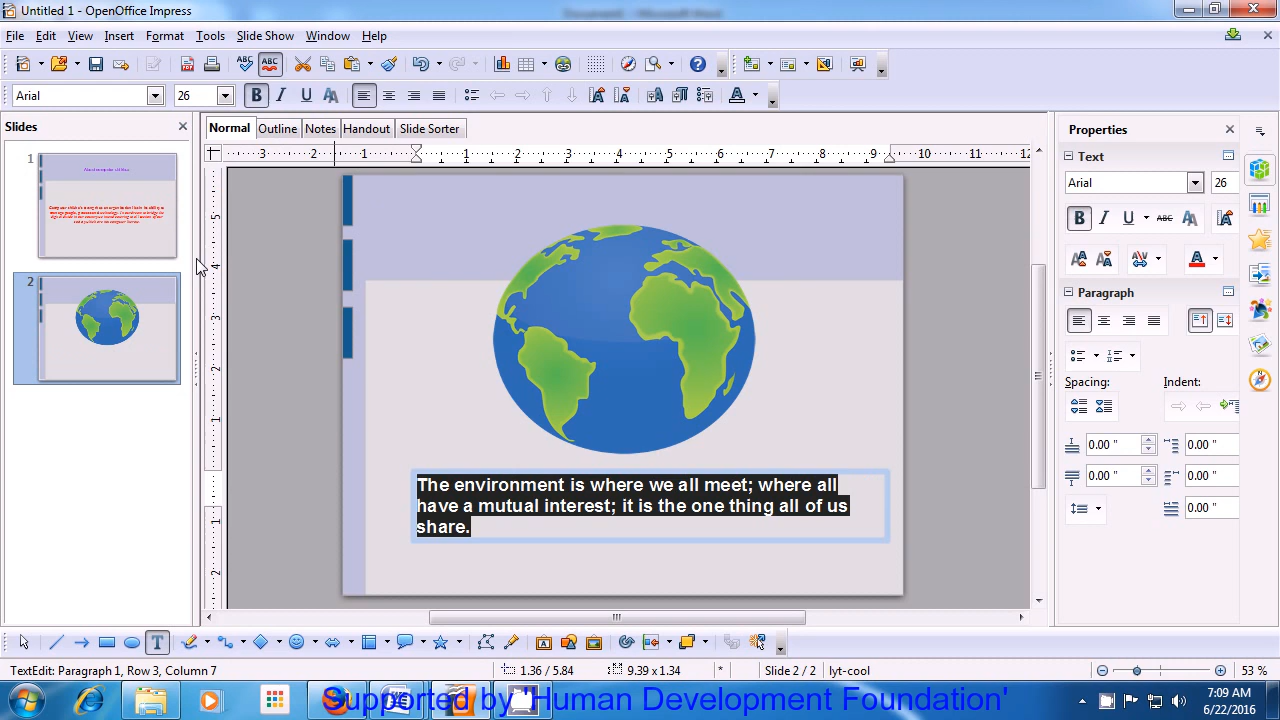 Untitled 1 - OpenOffice Impress
File Edit View Insert Format Tools Slide Show Window Help
Arial 26
Slides
Normal Outline Notes Handout Slide Sorter
Properties
Text
Arial 26
Paragraph
Spacing: Indent:
0.00 " 0.00 "
0.00 " 0.00 "
0.00 "
1
2
The environment is where we all meet; where all
have a mutual interest; it is the one thing all of us
share.
TextEdit: Paragraph 1, Row 3, Column 7 1.36 / 5.84 9.39 x 1.34 * Slide 2 / 2 lyt-cool 53 %
Supported by 'Human Development Foundation'
7:09 AM
6/22/2016